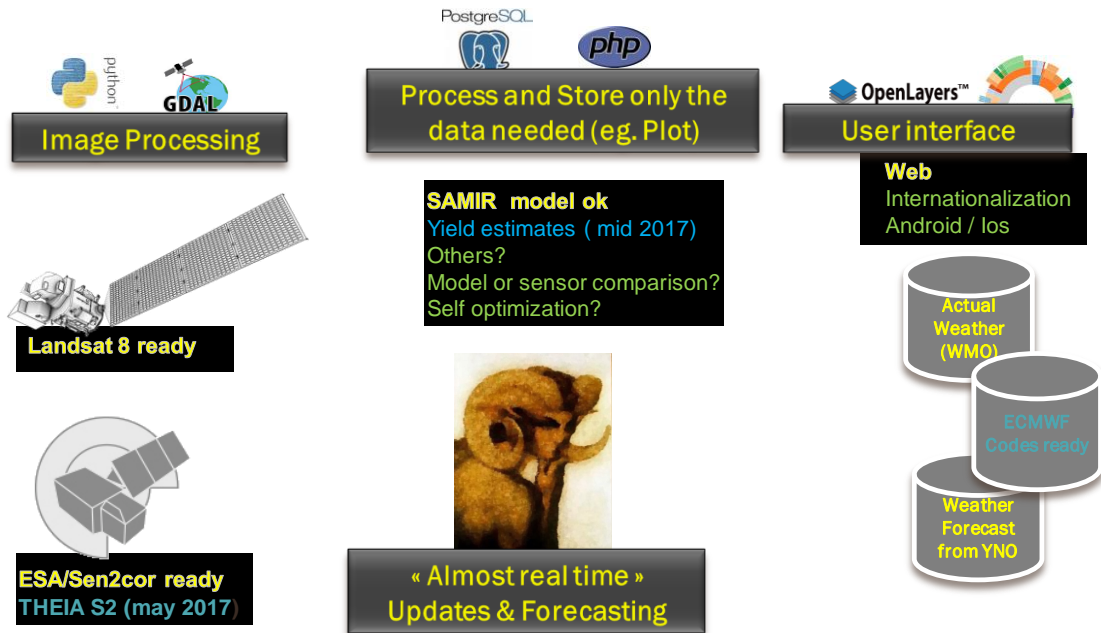 python
GDAL
Image Processing
Landsat 8 ready
ESA/Sen2cor ready
THEIA S2 (may 2017)
PostgreSQL
php
Process and Store only the
data needed (eg. Plot)
SAMIR model ok
Yield estimates ( mid 2017)
Others?
Model or sensor comparison?
Self optimization?
« Almost real time »
Updates & Forecasting
OpenLayers™
User interface
Web
Internationalization
Android / Ios
Actual
Weather
(WMO)
ECMWF
Codes ready
Weather
Forecast
from YNO